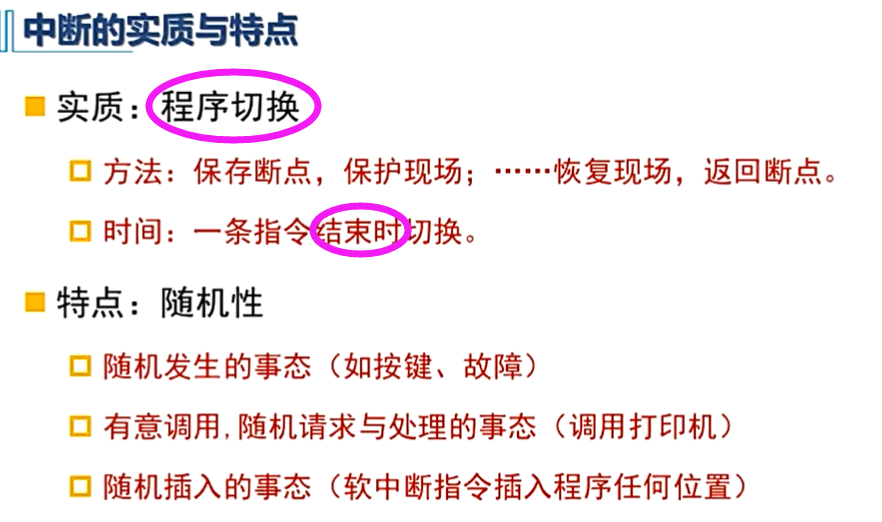 中断的实质与特点
实质：程序切换
方法：保存断点，保护现场；……恢复现场，返回断点。
时间：一条指令结束时切换。
特点：随机性
随机发生的事态（如按键、故障）
有意调用,随机请求与处理的事态（调用打印机）
随机插入的事态（软中断指令插入程序任何位置）